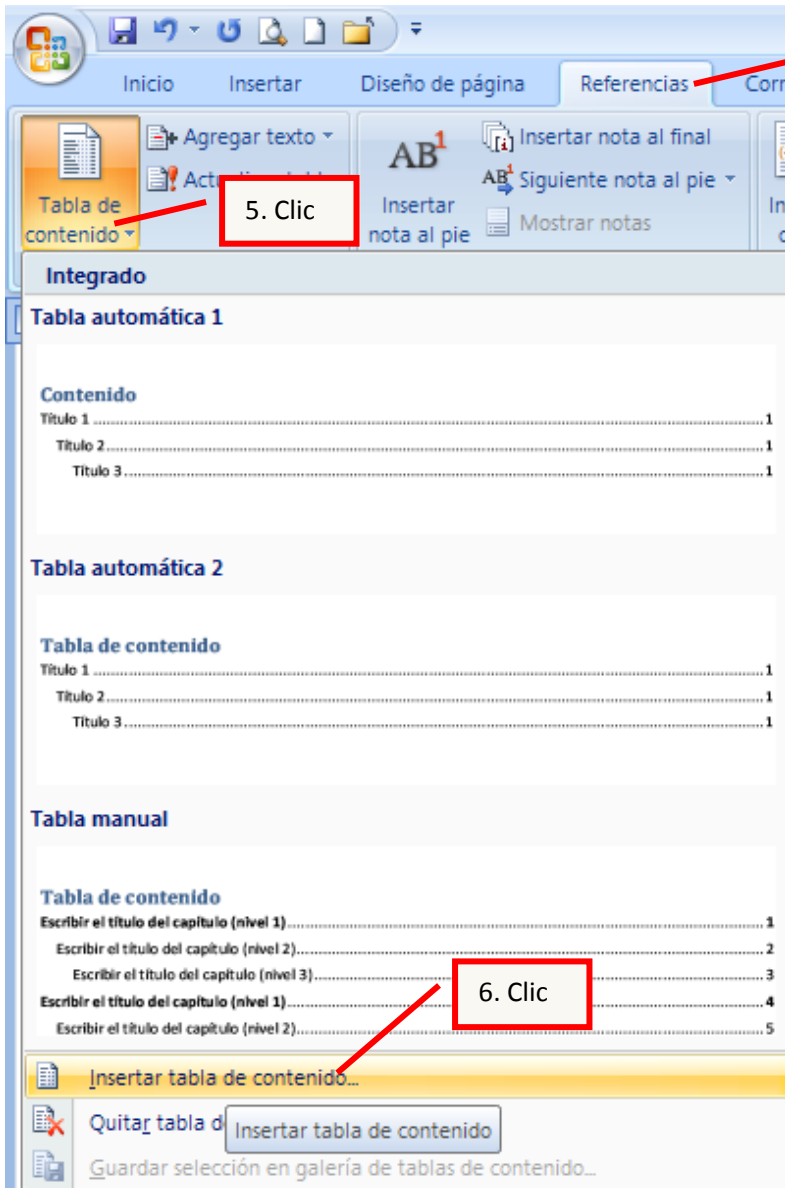 Inicio Insertar Diseño de página Referencias Corr
Agregar texto
Insertar nota al final
AB1
AB1 Siguiente nota al pie
Tabla de contenido
5. Clic
Insertar nota al pie
Mostrar notas
Integrado
Tabla automática 1
Contenido
Título 1 1
Título 2 1
Título 3 1
Tabla automática 2
Tabla de contenido
Título 1 1
Título 2 1
Título 3 1
Tabla manual
Tabla de contenido
Escribir el título del capítulo (nivel 1) 1
Escribir el título del capítulo (nivel 2) 2
Escribir el título del capítulo (nivel 3) 3
6. Clic
Escribir el título del capítulo (nivel 1) 4
Escribir el título del capítulo (nivel 2) 5
Insertar tabla de contenido...
Quitar tabla d
Insertar tabla de contenido
Guardar selección en galería de tablas de contenido...